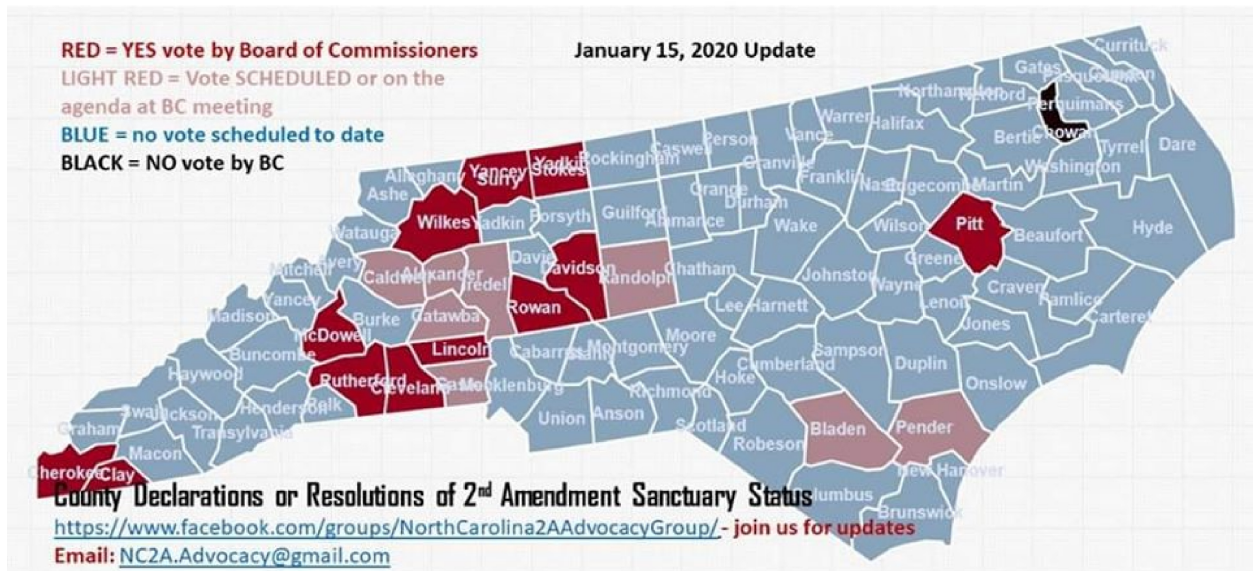 RED = YES vote by Board of Commissioners
January 15, 2020 Update
LIGHT RED = Vote SCHEDULED or on the
agenda at BC meeting
BLUE = no vote scheduled to date
BLACK = NO vote by BC
Currituck
Gates
Northampton
Perquimans
Chowan
Bertie
Tyrrel
Dare
Washington
Warren
Halifax
Vance
Person
Caswell
Rockingham
Granville
Franklin
Nash
Edgecombe
Martin
Yancey
Surry
Yadkin
Stokes
Alleghany
Ashe
Wilkes
Yadkin
Forsyth
Guilford
Alamance
Orange
Durham
Wake
Wilson
Pitt
Beaufort
Hyde
Watauga
Avery
Mitchell
Caldwell
Alexander
Iredell
Davie
Davidson
Randolph
Chatham
Johnston
Wayne
Greene
Lenoir
Craven
Pamlico
Carteret
Jones
Yancey
Madison
McDowell
Burke
Catawba
Rowan
Lee
Harnett
Moore
Montgomery
Cabarrus
Lincoln
Buncombe
Haywood
Rutherford
Cleveland
Mecklenburg
Richmond
Hoke
Cumberland
Sampson
Duplin
Onslow
Swain
Jackson
Henderson
Polk
Transylvania
Graham
Macon
Union
Anson
Scotland
Robeson
Bladen
Pender
New Hanover
Cherokee
Clay
Brunswick
County Declarations or Resolutions of 2nd Amendment Sanctuary Status
https://www.facebook.com/groups/NorthCarolina2AAdvocacyGroup/ - join us for updates
Email: NC2A.Advocacy@gmail.com